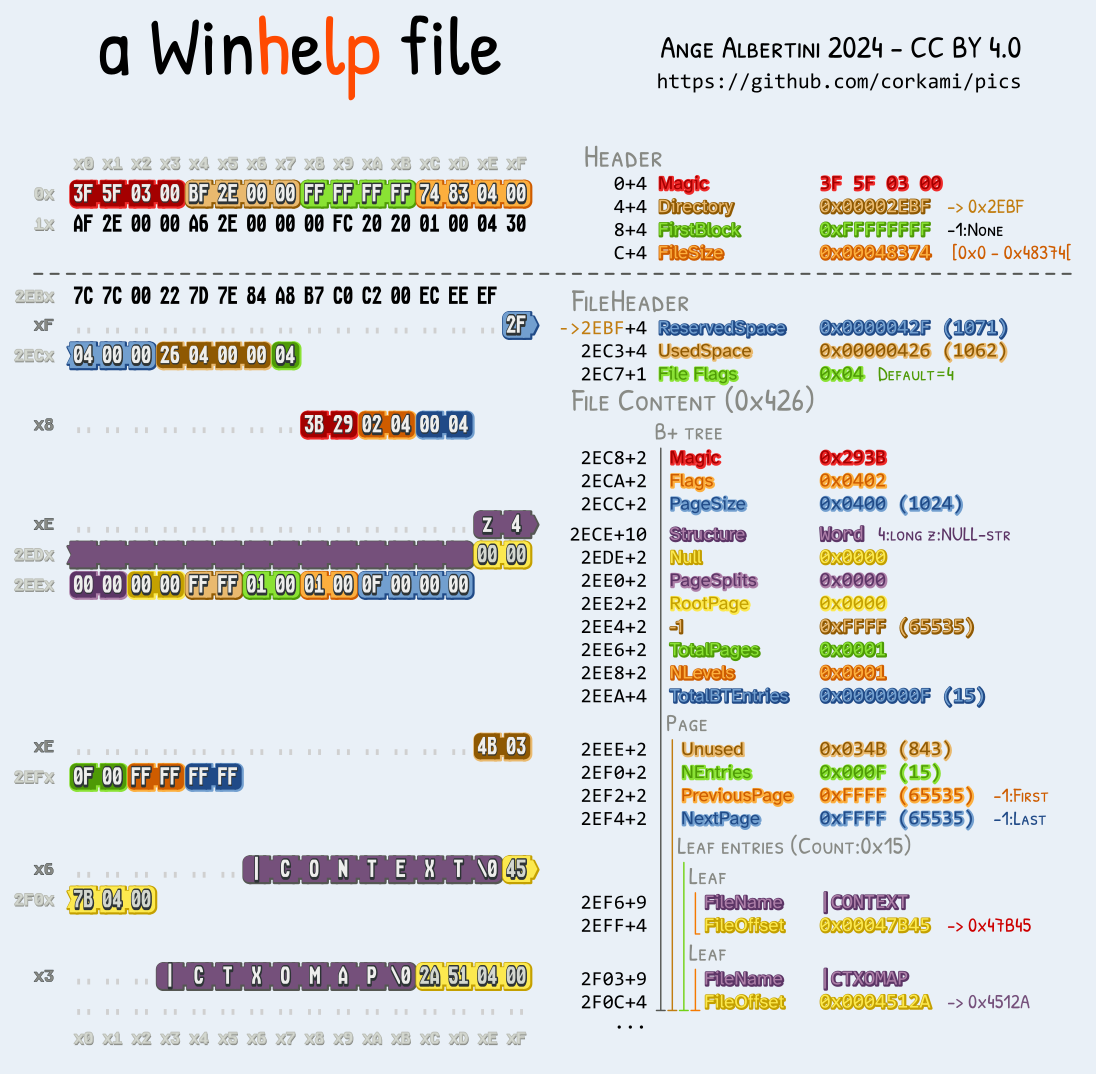 a Winhelp file
Ange Albertini 2024 - CC BY 4.0
https://github.com/corkami/pics
x0 x1 x2 x3 x4 x5 x6 x7 x8 x9 xA xB xC xD xE xF
Header
0x 3F 5F 03 00 BF 2E 00 00 FF FF FF FF 74 83 04 00
0+4 Magic 3F 5F 03 00
4+4 Directory 0x00002EBF -> 0x2EBF
1x AF 2E 00 00 A6 2E 00 00 00 FC 20 20 01 00 04 30
8+4 FirstBlock 0xFFFFFFFF -1:None
C+4 FileSize 0x00048374 [0x0 - 0x48374[
2EBx 7C 7C 00 22 7D 7E 84 A8 B7 C0 C2 00 EC EE EF
FileHeader
xF .. .. .. .. .. .. .. .. .. .. .. .. .. .. .. 2F
->2EBF+4 ReservedSpace 0x0000042F (1071)
2ECx 04 00 00 26 04 00 00 04
2EC3+4 UsedSpace 0x00000426 (1062)
2EC7+1 File Flags 0x04 Default=4
File Content (0x426)
x8 .. .. .. .. .. .. .. .. 3B 29 02 04 00 04
B+ tree
2EC8+2 Magic 0x293B
2ECA+2 Flags 0x0402
2ECC+2 PageSize 0x0400 (1024)
xE .. .. .. .. .. .. .. .. .. .. .. .. .. .. z 4
2ECE+10 Structure Word 4:long z:NULL-str
2EDx 00 00
2EDE+2 Null 0x0000
2EEx 00 00 00 00 FF FF 01 00 01 00 0F 00 00 00
2EE0+2 PageSplits 0x0000
2EE2+2 RootPage 0x0000
2EE4+2 -1 0xFFFF (65535)
2EE6+2 TotalPages 0x0001
2EE8+2 NLevels 0x0001
2EEA+4 TotalBTEntries 0x0000000F (15)
Page
xE .. .. .. .. .. .. .. .. .. .. .. .. .. .. 4B 03
2EEE+2 Unused 0x034B (843)
2EFx 0F 00 FF FF FF FF
2EF0+2 NEntries 0x000F (15)
2EF2+2 PreviousPage 0xFFFF (65535) -1:First
2EF4+2 NextPage 0xFFFF (65535) -1:Last
Leaf entries (Count:0x15)
x6 .. .. .. .. .. .. | C O N T E X T \0 45
Leaf
2F0x 7B 04 00
2EF6+9 FileName |CONTEXT
2EFF+4 FileOffset 0x00047B45 -> 0x47B45
Leaf
x3 .. .. .. | C T X O M A P \0 2A 51 04 00
2F03+9 FileName |CTXOMAP
2F0C+4 FileOffset 0x0004512A -> 0x4512A
.. .. .. .. .. .. .. .. .. .. .. .. .. .. .. ..
...
x0 x1 x2 x3 x4 x5 x6 x7 x8 x9 xA xB xC xD xE xF